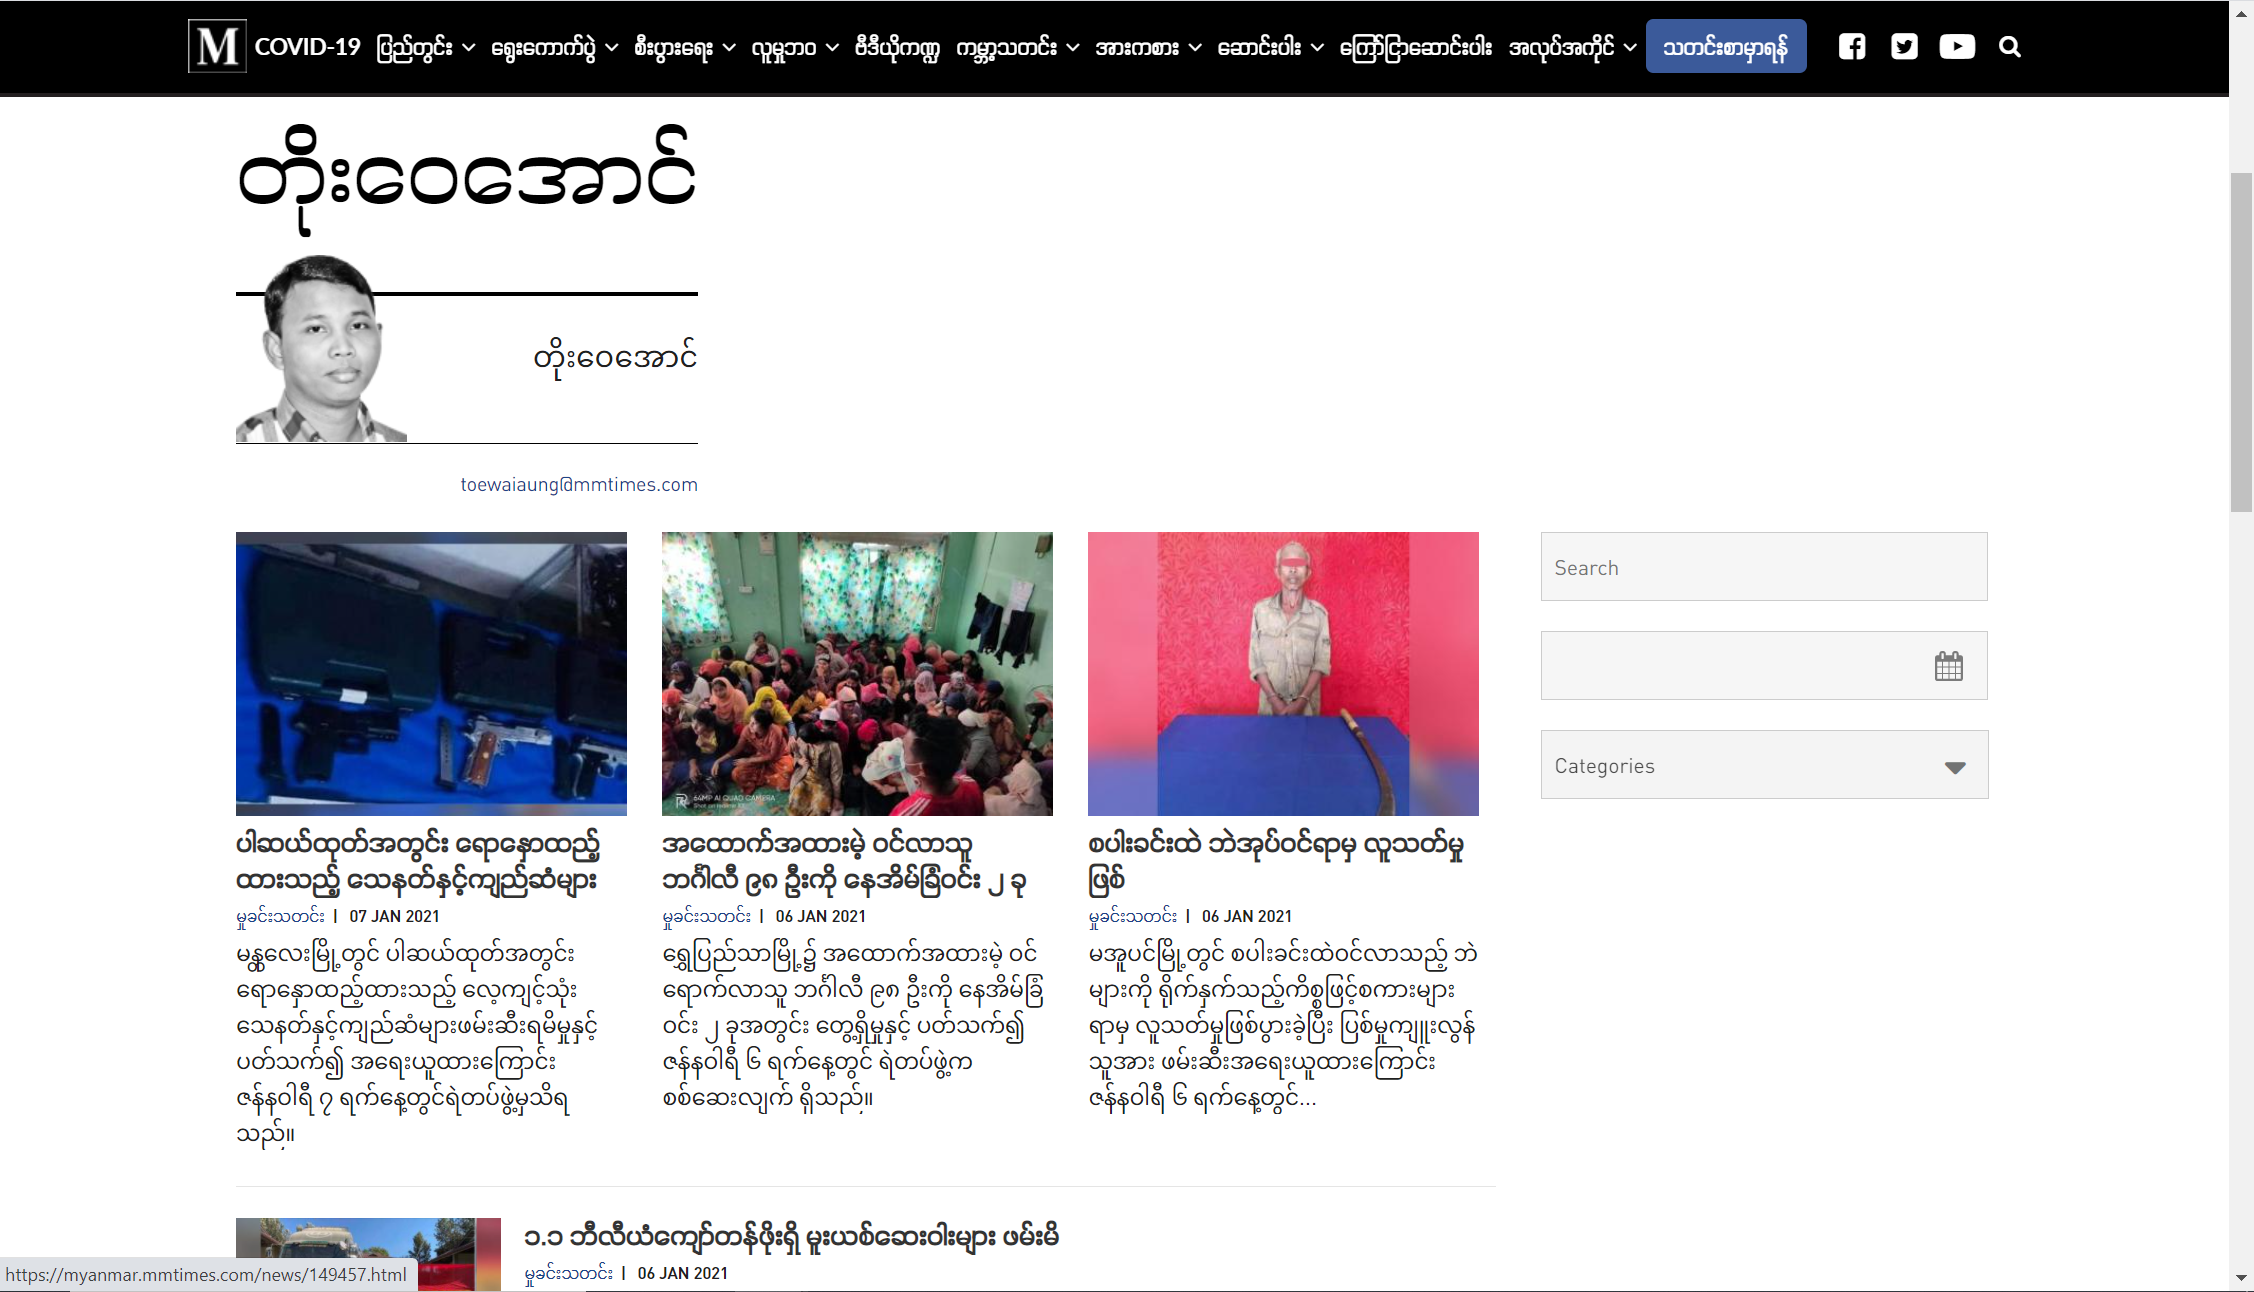 M COVID-19 ပြည်တွင်း ရွေးကောက်ပွဲ စီးပွားရေး လူမှုဘဝ ဗီဒီယိုကဏ္ဍ ကမ္ဘာ့သတင်း အားကစား ဆောင်းပါး ကြော်ငြာဆောင်းပါး အလုပ်အကိုင် သတင်းစာမှာရန်
တိုးဝေအောင်
တိုးဝေအောင်
toewaiaung@mmtimes.com
Search
Categories
64MP AI QUAD CAMERA
ပါဆယ်ထုတ်အတွင်း ရောနှောထည့်
ထားသည့် သေနတ်နှင့်ကျည်ဆံများ
မှုခင်းသတင်း | 07 JAN 2021
မန္တလေးမြို့တွင် ပါဆယ်ထုတ်အတွင်း
ရောနှောထည့်ထားသည့် လေ့ကျင့်သုံး
သေနတ်နှင့်ကျည်ဆံများဖမ်းဆီးရမိမှုနှင့်
ပတ်သက်၍ အရေးယူထားကြောင်း
ဇန်နဝါရီ ၇ ရက်နေ့တွင်ရဲတပ်ဖွဲ့မှသိရ
သည်။
အထောက်အထားမဲ့ ဝင်လာသူ
ဘင်္ဂါလီ ၉၈ ဦးကို နေအိမ်ခြံဝင်း ၂ ခု
မှုခင်းသတင်း | 06 JAN 2021
ရွှေပြည်သာမြို့၌ အထောက်အထားမဲ့ ဝင်
ရောက်လာသူ ဘင်္ဂါလီ ၉၈ ဦးကို နေအိမ်ခြံ
ဝင်း ၂ ခုအတွင်း တွေ့ရှိမှုနှင့် ပတ်သက်၍
ဇန်နဝါရီ ၆ ရက်နေ့တွင် ရဲတပ်ဖွဲ့က
စစ်ဆေးလျက် ရှိသည်။
စပါးခင်းထဲ ဘဲအုပ်ဝင်ရာမှ လူသတ်မှု
ဖြစ်
မှုခင်းသတင်း | 06 JAN 2021
မအူပင်မြို့တွင် စပါးခင်းထဲဝင်လာသည့် ဘဲ
များကို ရိုက်နှက်သည့်ကိစ္စဖြင့်စကားများ
ရာမှ လူသတ်မှုဖြစ်ပွားခဲ့ပြီး ပြစ်မှုကျူးလွန်
သူအား ဖမ်းဆီးအရေးယူထားကြောင်း
ဇန်နဝါရီ ၆ ရက်နေ့တွင်...
၁.၁ ဘီလီယံကျော်တန်ဖိုးရှိ မူးယစ်ဆေးဝါးများ ဖမ်းမိ
မှုခင်းသတင်း | 06 JAN 2021
https://myanmar.mmtimes.com/news/149457.html